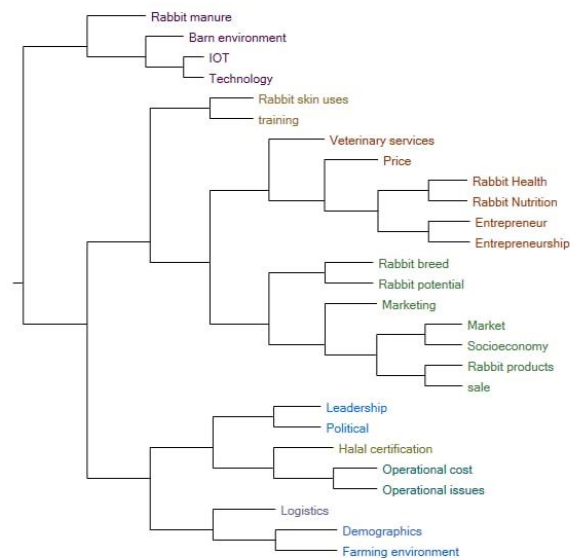 Rabbit manure
Barn environment
IOT
Technology
Rabbit skin uses
training
Veterinary services
Price
Rabbit Health
Rabbit Nutrition
Entrepreneur
Entrepreneurship
Rabbit breed
Rabbit potential
Marketing
Market
Socioeconomy
Rabbit products
sale
Leadership
Political
Halal certification
Operational cost
Operational issues
Logistics
Demographics
Farming environment